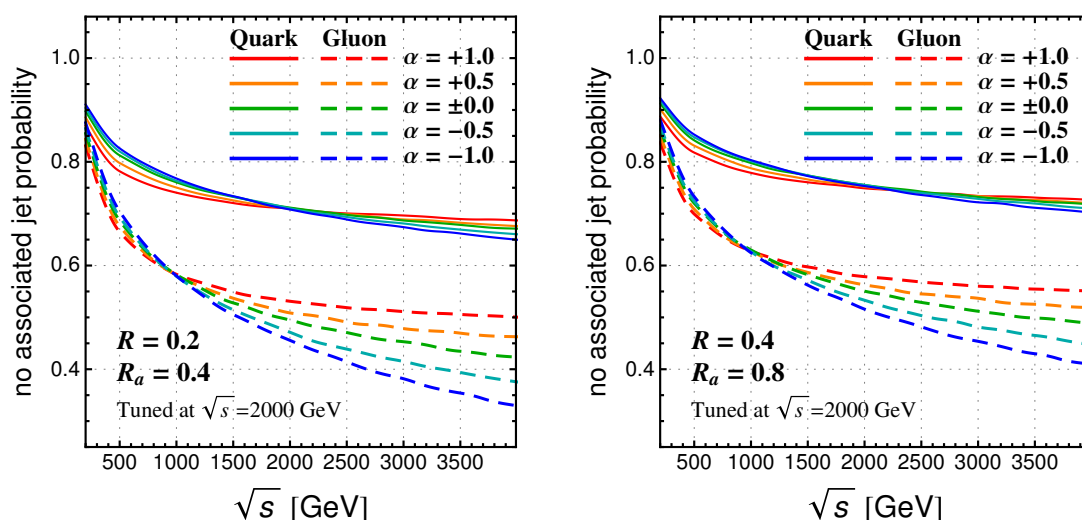 no associated jet probability
1.0
0.8
0.6
0.4
Quark Gluon
α = +1.0
α = +0.5
α = ±0.0
α = −0.5
α = −1.0
R = 0.2
Rₐ = 0.4
Tuned at √s =2000 GeV
500 1000 1500 2000 2500 3000 3500
√s [GeV]
no associated jet probability
1.0
0.8
0.6
0.4
Quark Gluon
α = +1.0
α = +0.5
α = ±0.0
α = −0.5
α = −1.0
R = 0.4
Rₐ = 0.8
Tuned at √s =2000 GeV
500 1000 1500 2000 2500 3000 3500
√s [GeV]